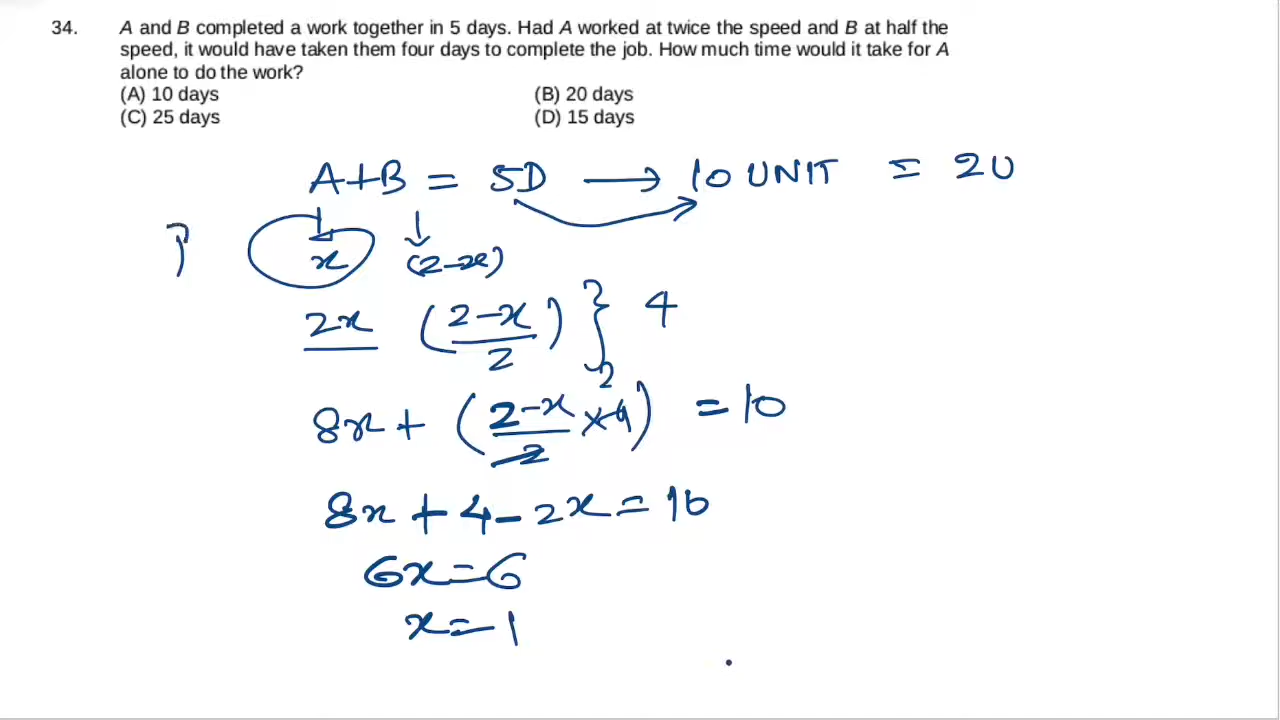 34. A and B completed a work together in 5 days. Had A worked at twice the speed and B at half the
speed, it would have taken them four days to complete the job. How much time would it take for A
alone to do the work?
(A) 10 days (B) 20 days
(C) 25 days (D) 15 days
A+B = 5D → 10 UNIT = 2U
? x (2-x)
2x (2-x/2) } 4
8x + (2-x/2 × 4) 2 = 10
8x + 4 - 2x = 10
6x = 6
x = 1